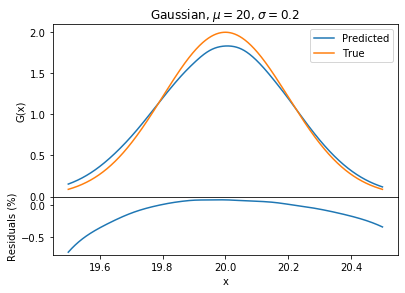 Gaussian, μ = 20, σ = 0.2
Predicted
True
G(x)
2.0
1.5
1.0
0.5
0.0
Residuals (%)
0.0
−0.5
19.6 19.8 20.0 20.2 20.4
x